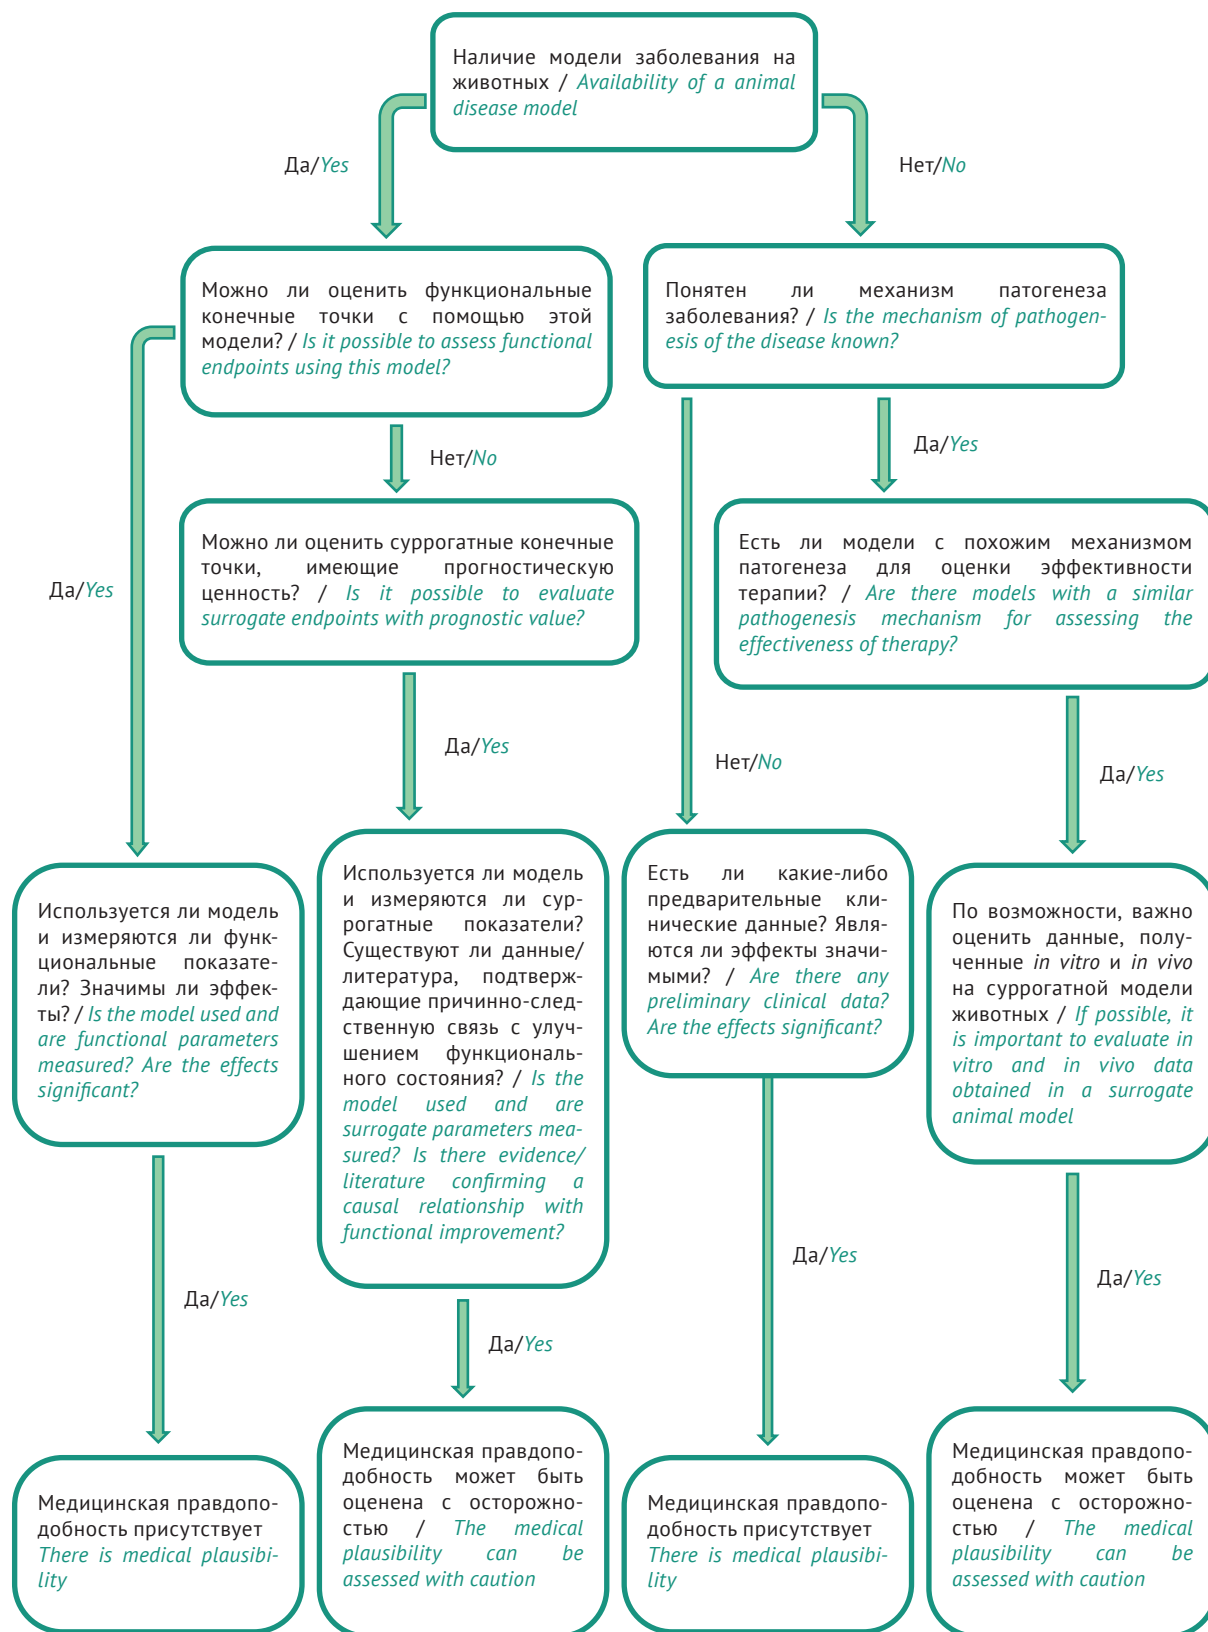 Наличие модели заболевания на
животных / Availability of a animal
disease model
Да/Yes
Нет/No
Можно ли оценить функциональные
конечные точки с помощью этой
модели? / Is it possible to assess functional
endpoints using this model?
Понятен ли механизм патогенеза
заболевания? / Is the mechanism of pathogen-
esis of the disease known?
Нет/No
Да/Yes
Да/Yes
Можно ли оценить суррогатные конечные
точки, имеющие прогностическую
ценность? / Is it possible to evaluate
surrogate endpoints with prognostic value?
Есть ли модели с похожим механизмом
патогенеза для оценки эффективности
терапии? / Are there models with a similar
pathogenesis mechanism for assessing the
effectiveness of therapy?
Да/Yes
Нет/No
Да/Yes
Используется ли модель
и измеряются ли функ-
циональные показате-
ли? Значимы ли эффек-
ты? / Is the model used and
are functional parameters
measured? Are the effects
significant?
Используется ли модель
и измеряются ли сур-
рогатные показатели?
Существуют ли данные/
литература, подтверж-
дающие причинно-след-
ственную связь с улуч-
шением функциональ-
ного состояния? / Is the
model used and are
surrogate parameters mea-
sured? Is there evidence/
literature confirming a
causal relationship with
functional improvement?
Есть ли какие-либо
предварительные кли-
нические данные? Явля-
ются ли эффекты значи-
мыми? / Are there any
preliminary clinical data?
Are the effects significant?
По возможности, важно
оценить данные, полу-
ченные in vitro и in vivo
на суррогатной модели
животных / If possible, it
is important to evaluate in
vitro and in vivo data
obtained in a surrogate
animal model
Да/Yes
Да/Yes
Да/Yes
Да/Yes
Медицинская правдопо-
добность присутствует
There is medical plausibi-
lity
Медицинская правдопо-
добность может быть
оценена с осторожно-
стью / The medical
plausibility can be
assessed with caution
Медицинская правдопо-
добность присутствует
There is medical plausibi-
lity
Медицинская правдопо-
добность может быть
оценена с осторожно-
стью / The medical
plausibility can be
assessed with caution